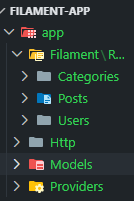 FILAMENT-APP
app
Filament\R...
Categories
Posts
Users
Http
Models
Providers